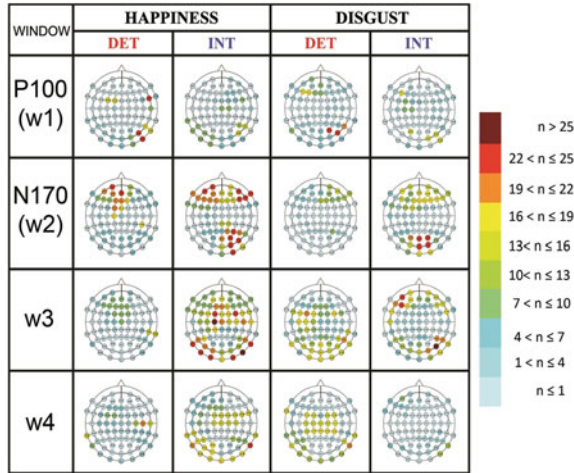 WINDOW HAPPINESS DISGUST
DET INT DET INT
P100
(w1)
N170
(w2)
w3
w4
n > 25
22 < n ≤ 25
19 < n ≤ 22
16 < n ≤ 19
13< n ≤ 16
10< n ≤ 13
7 < n ≤ 10
4 < n ≤ 7
1 < n ≤ 4
n ≤ 1